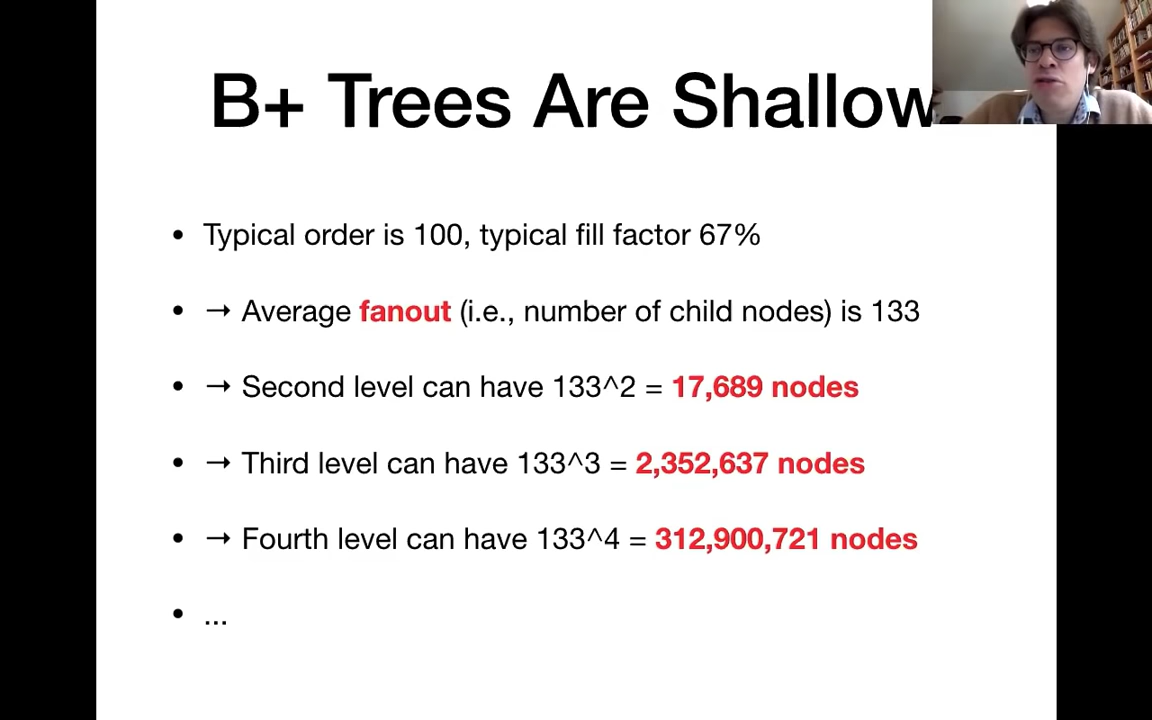 B+ Trees Are Shallow
• Typical order is 100, typical fill factor 67%
• → Average fanout (i.e., number of child nodes) is 133
• → Second level can have 133^2 = 17,689 nodes
• → Third level can have 133^3 = 2,352,637 nodes
• → Fourth level can have 133^4 = 312,900,721 nodes
• ...